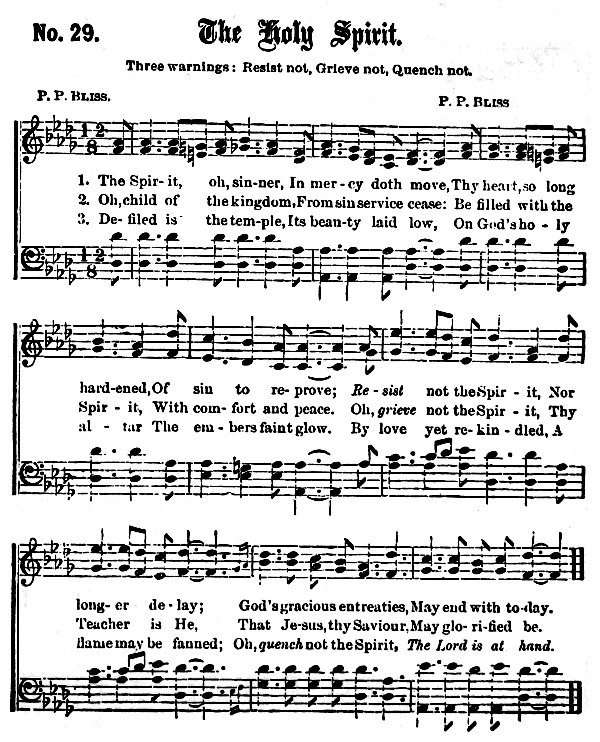 No. 29. The Holy Spirit.
Three warnings: Resist not, Grieve not, Quench not.
P. P. BLISS. P. P. BLISS
1. The Spir- it, oh, sin-ner, In mer- cy doth move, Thy heart, so long
2. Oh, child of the kingdom, From sin service cease: Be filled with the
3. De- filed is the tem-ple, Its beau-ty laid low, On God's ho - ly
hard-ened, Of sin to re-prove; Re- sist not the Spir - it, Nor
Spir - it, With com- fort and peace. Oh, grieve not the Spir - it, Thy
al - tar The em - bers faint glow. By love yet re- kin - dled, A
long- er de- lay; God's gracious entreaties, May end with to-day.
Teacher is He, That Je-sus, thy Saviour, May glo- ri-fied be.
flame may be fanned; Oh, quench not the Spirit, The Lord is at hand.